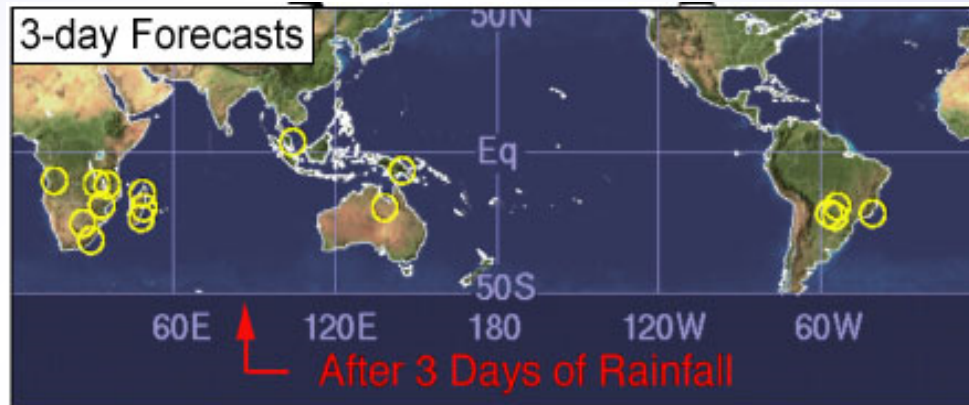 3-day Forecasts
50N
Eq
50S
60E 120E 180 120W 60W
After 3 Days of Rainfall